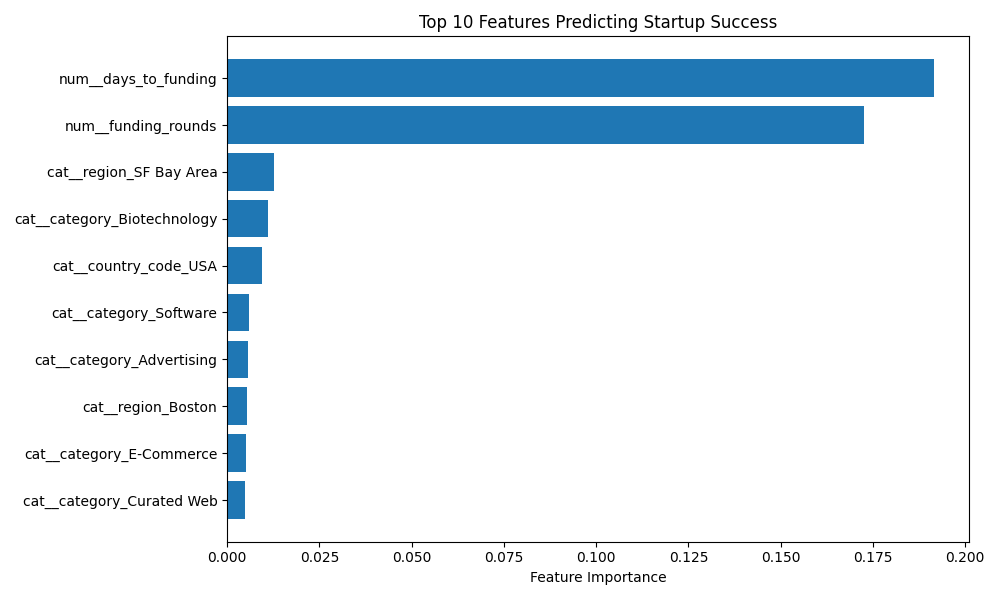 Top 10 Features Predicting Startup Success
num__days_to_funding
num__funding_rounds
cat__region_SF Bay Area
cat__category_Biotechnology
cat__country_code_USA
cat__category_Software
cat__category_Advertising
cat__region_Boston
cat__category_E-Commerce
cat__category_Curated Web
0.000 0.025 0.050 0.075 0.100 0.125 0.150 0.175 0.200
Feature Importance